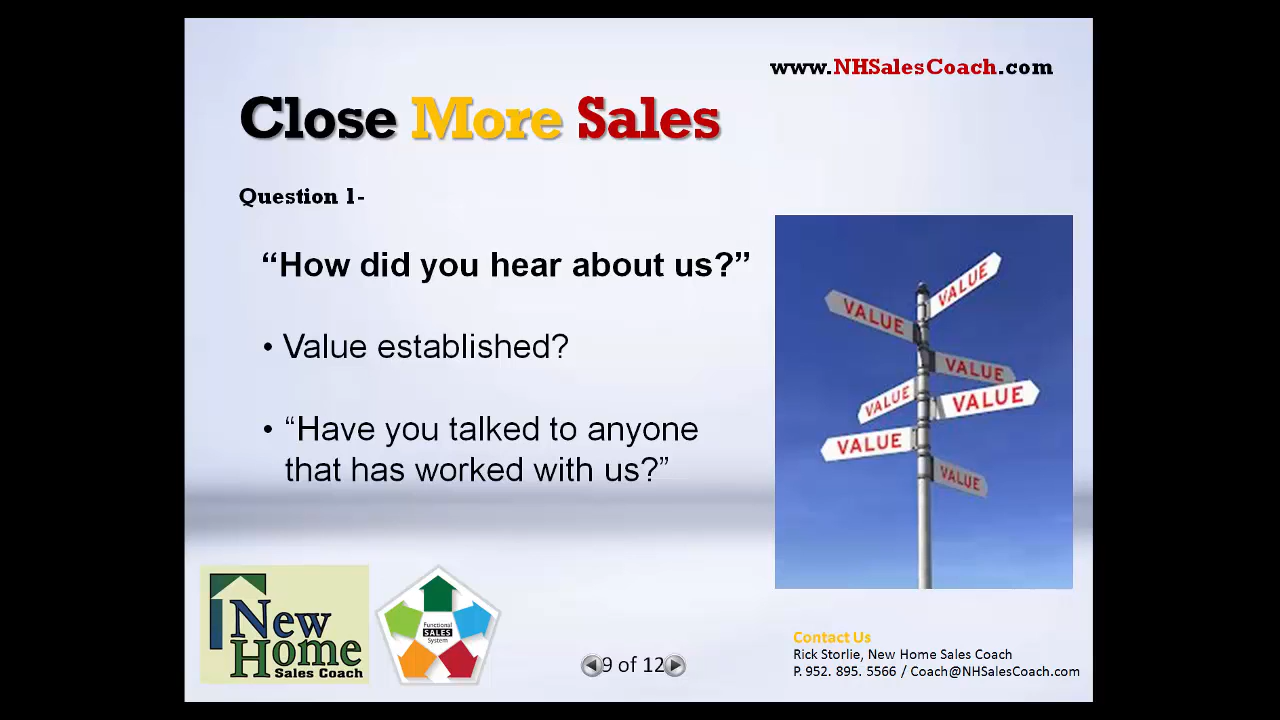 www.NHSalesCoach.com
Close More Sales
Question 1-
“How did you hear about us?”
• Value established?
• “Have you talked to anyone
that has worked with us?”
VALUE
VALUE
VALUE
VALUE
VALUE
VALUE
VALUE
New
Home
Sales Coach
Functional
SALES
System
9 of 12
Contact Us
Rick Storlie, New Home Sales Coach
P. 952. 895. 5566 / Coach@NHSalesCoach.com